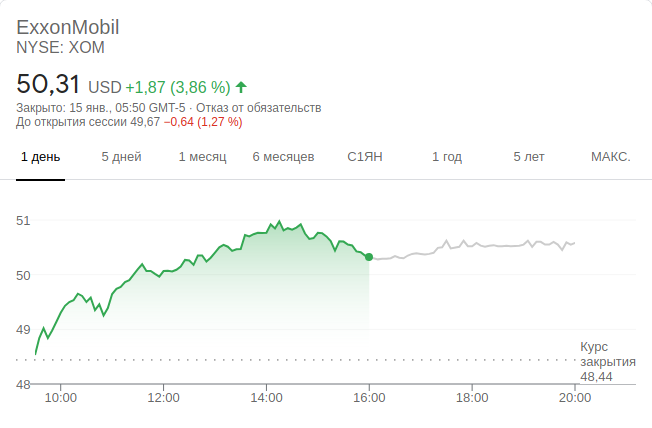 ExxonMobil
NYSE: XOM
50,31 USD +1,87 (3,86 %)
Закрыто: 15 янв., 05:50 GMT-5 · Отказ от обязательств
До открытия сессии 49,67 −0,64 (1,27 %)
1 день 5 дней 1 месяц 6 месяцев С1ЯН 1 год 5 лет МАКС.
51
50
49
Курс
закрытия
48,44
48
10:00 12:00 14:00 16:00 18:00 20:00